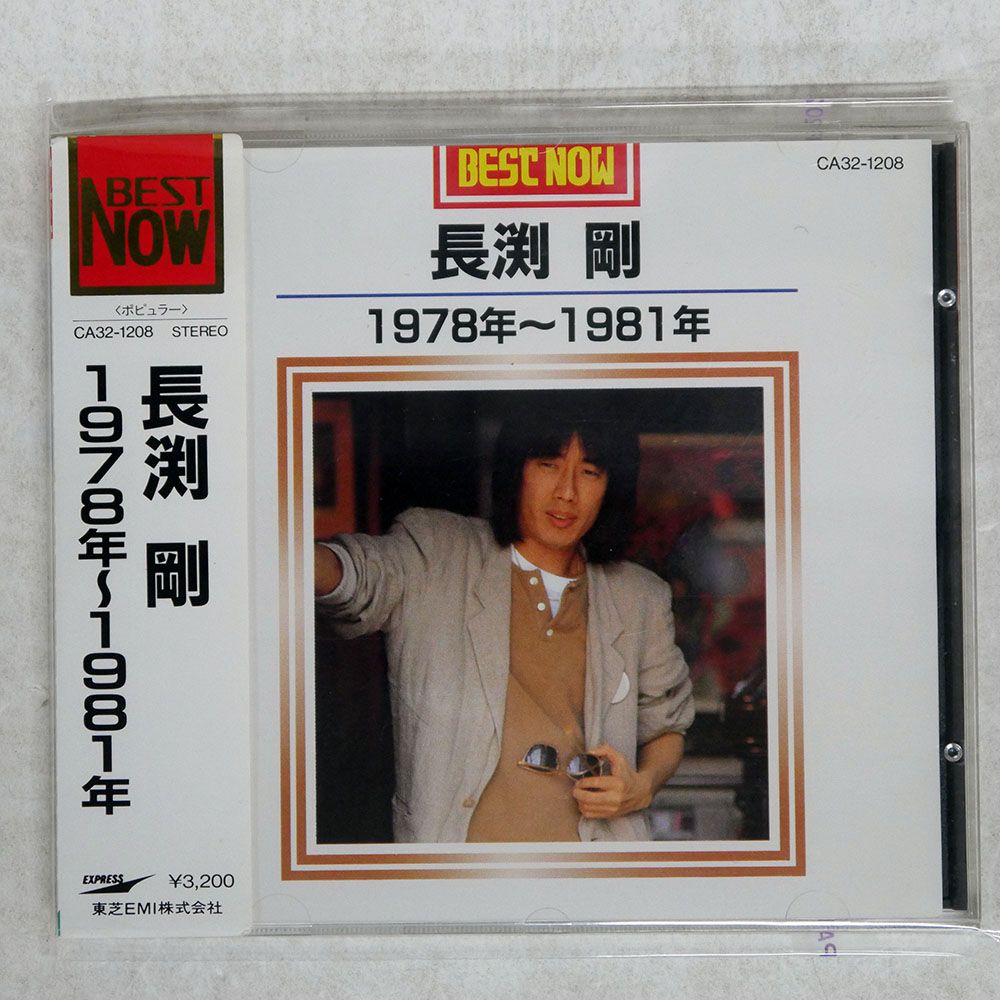 BEST
NOW
〈ポピュラー〉
CA32-1208 STEREO
長渕 剛
1978年～1981年
EXPRESS
¥3,200
東芝EMI株式会社
BEST NOW
CA32-1208
長渕 剛
1978年～1981年